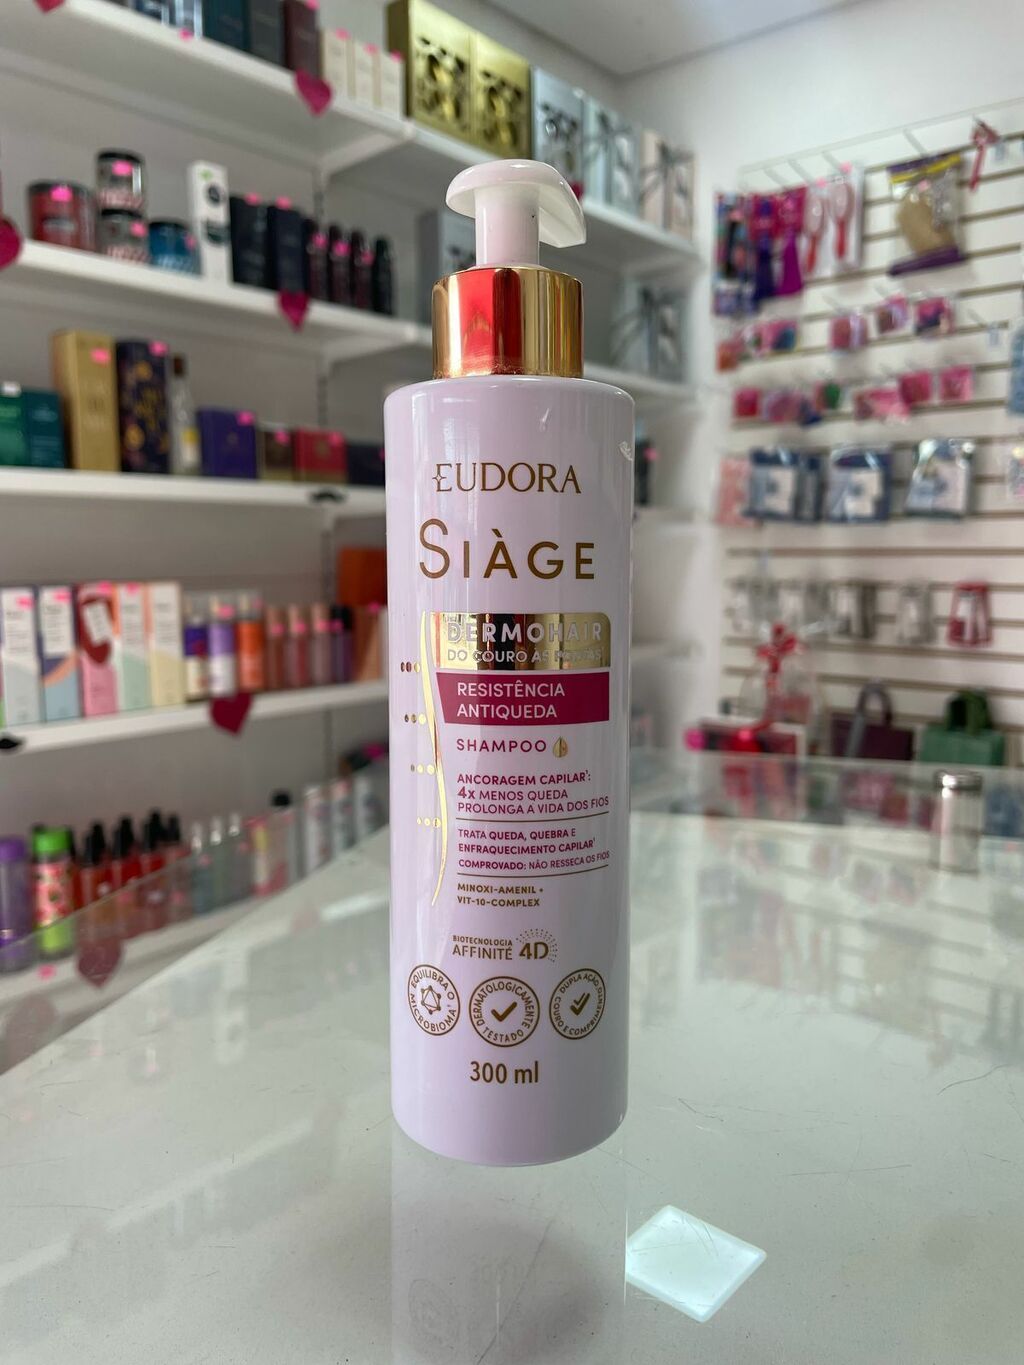 EUDORA
SIÀGE
DERMOHAIR
DO COURO ÀS PONTAS
RESISTÊNCIA
ANTIQUEDA
SHAMPOO
ANCORAGEM CAPILAR¹:
4x MENOS QUEDA
PROLONGA A VIDA DOS FIOS
TRATA QUEDA, QUEBRA E
ENFRAQUECIMENTO CAPILAR¹
COMPROVADO: NÃO RESSECA OS FIOS
MINOXI-AMENIL +
VIT-10-COMPLEX
BIOTECNOLOGIA
AFFINITÉ 4D
EQUILIBRA O MICROBIOMA¹
DERMATOLOGICAMENTE TESTADO
DUPLA AÇÃO: COURO E COMPRIMENTO
300 ml